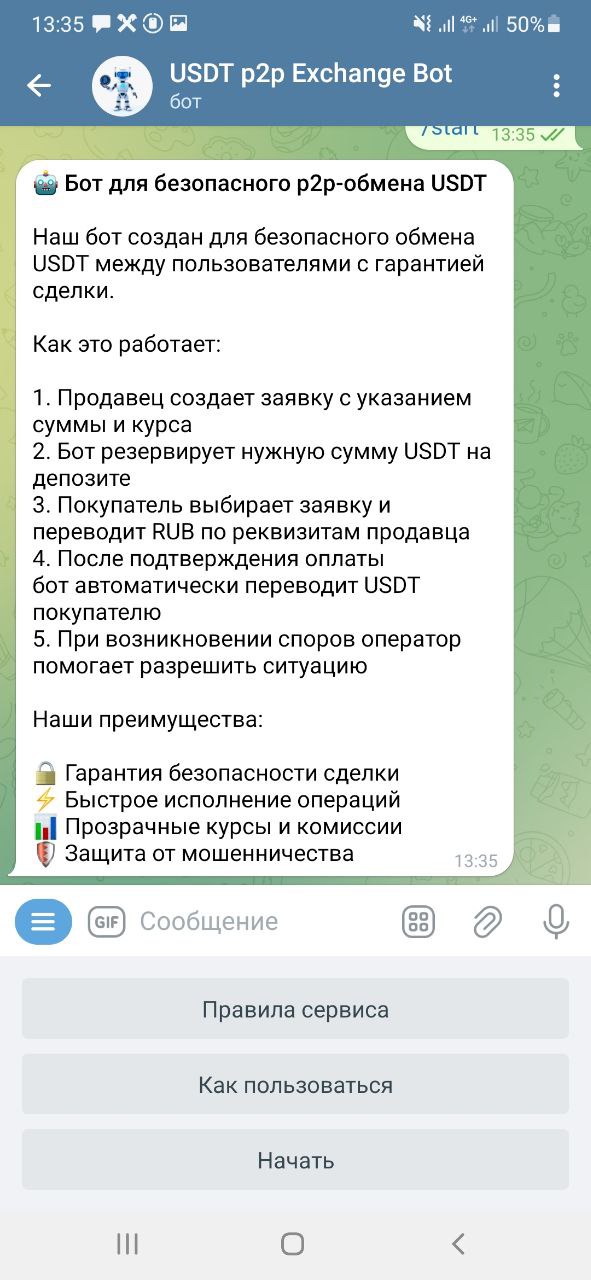 13:35 4G+ 50%
USDT p2p Exchange Bot
бот
/start 13:35
Бот для безопасного p2p-обмена USDT
Наш бот создан для безопасного обмена
USDT между пользователями с гарантией
сделки.
Как это работает:
1. Продавец создает заявку с указанием
суммы и курса
2. Бот резервирует нужную сумму USDT на
депозите
3. Покупатель выбирает заявку и
переводит RUB по реквизитам продавца
4. После подтверждения оплаты
бот автоматически переводит USDT
покупателю
5. При возникновении споров оператор
помогает разрешить ситуацию
Наши преимущества:
Гарантия безопасности сделки
Быстрое исполнение операций
Прозрачные курсы и комиссии
Защита от мошенничества
13:35
GIF Сообщение
Правила сервиса
Как пользоваться
Начать